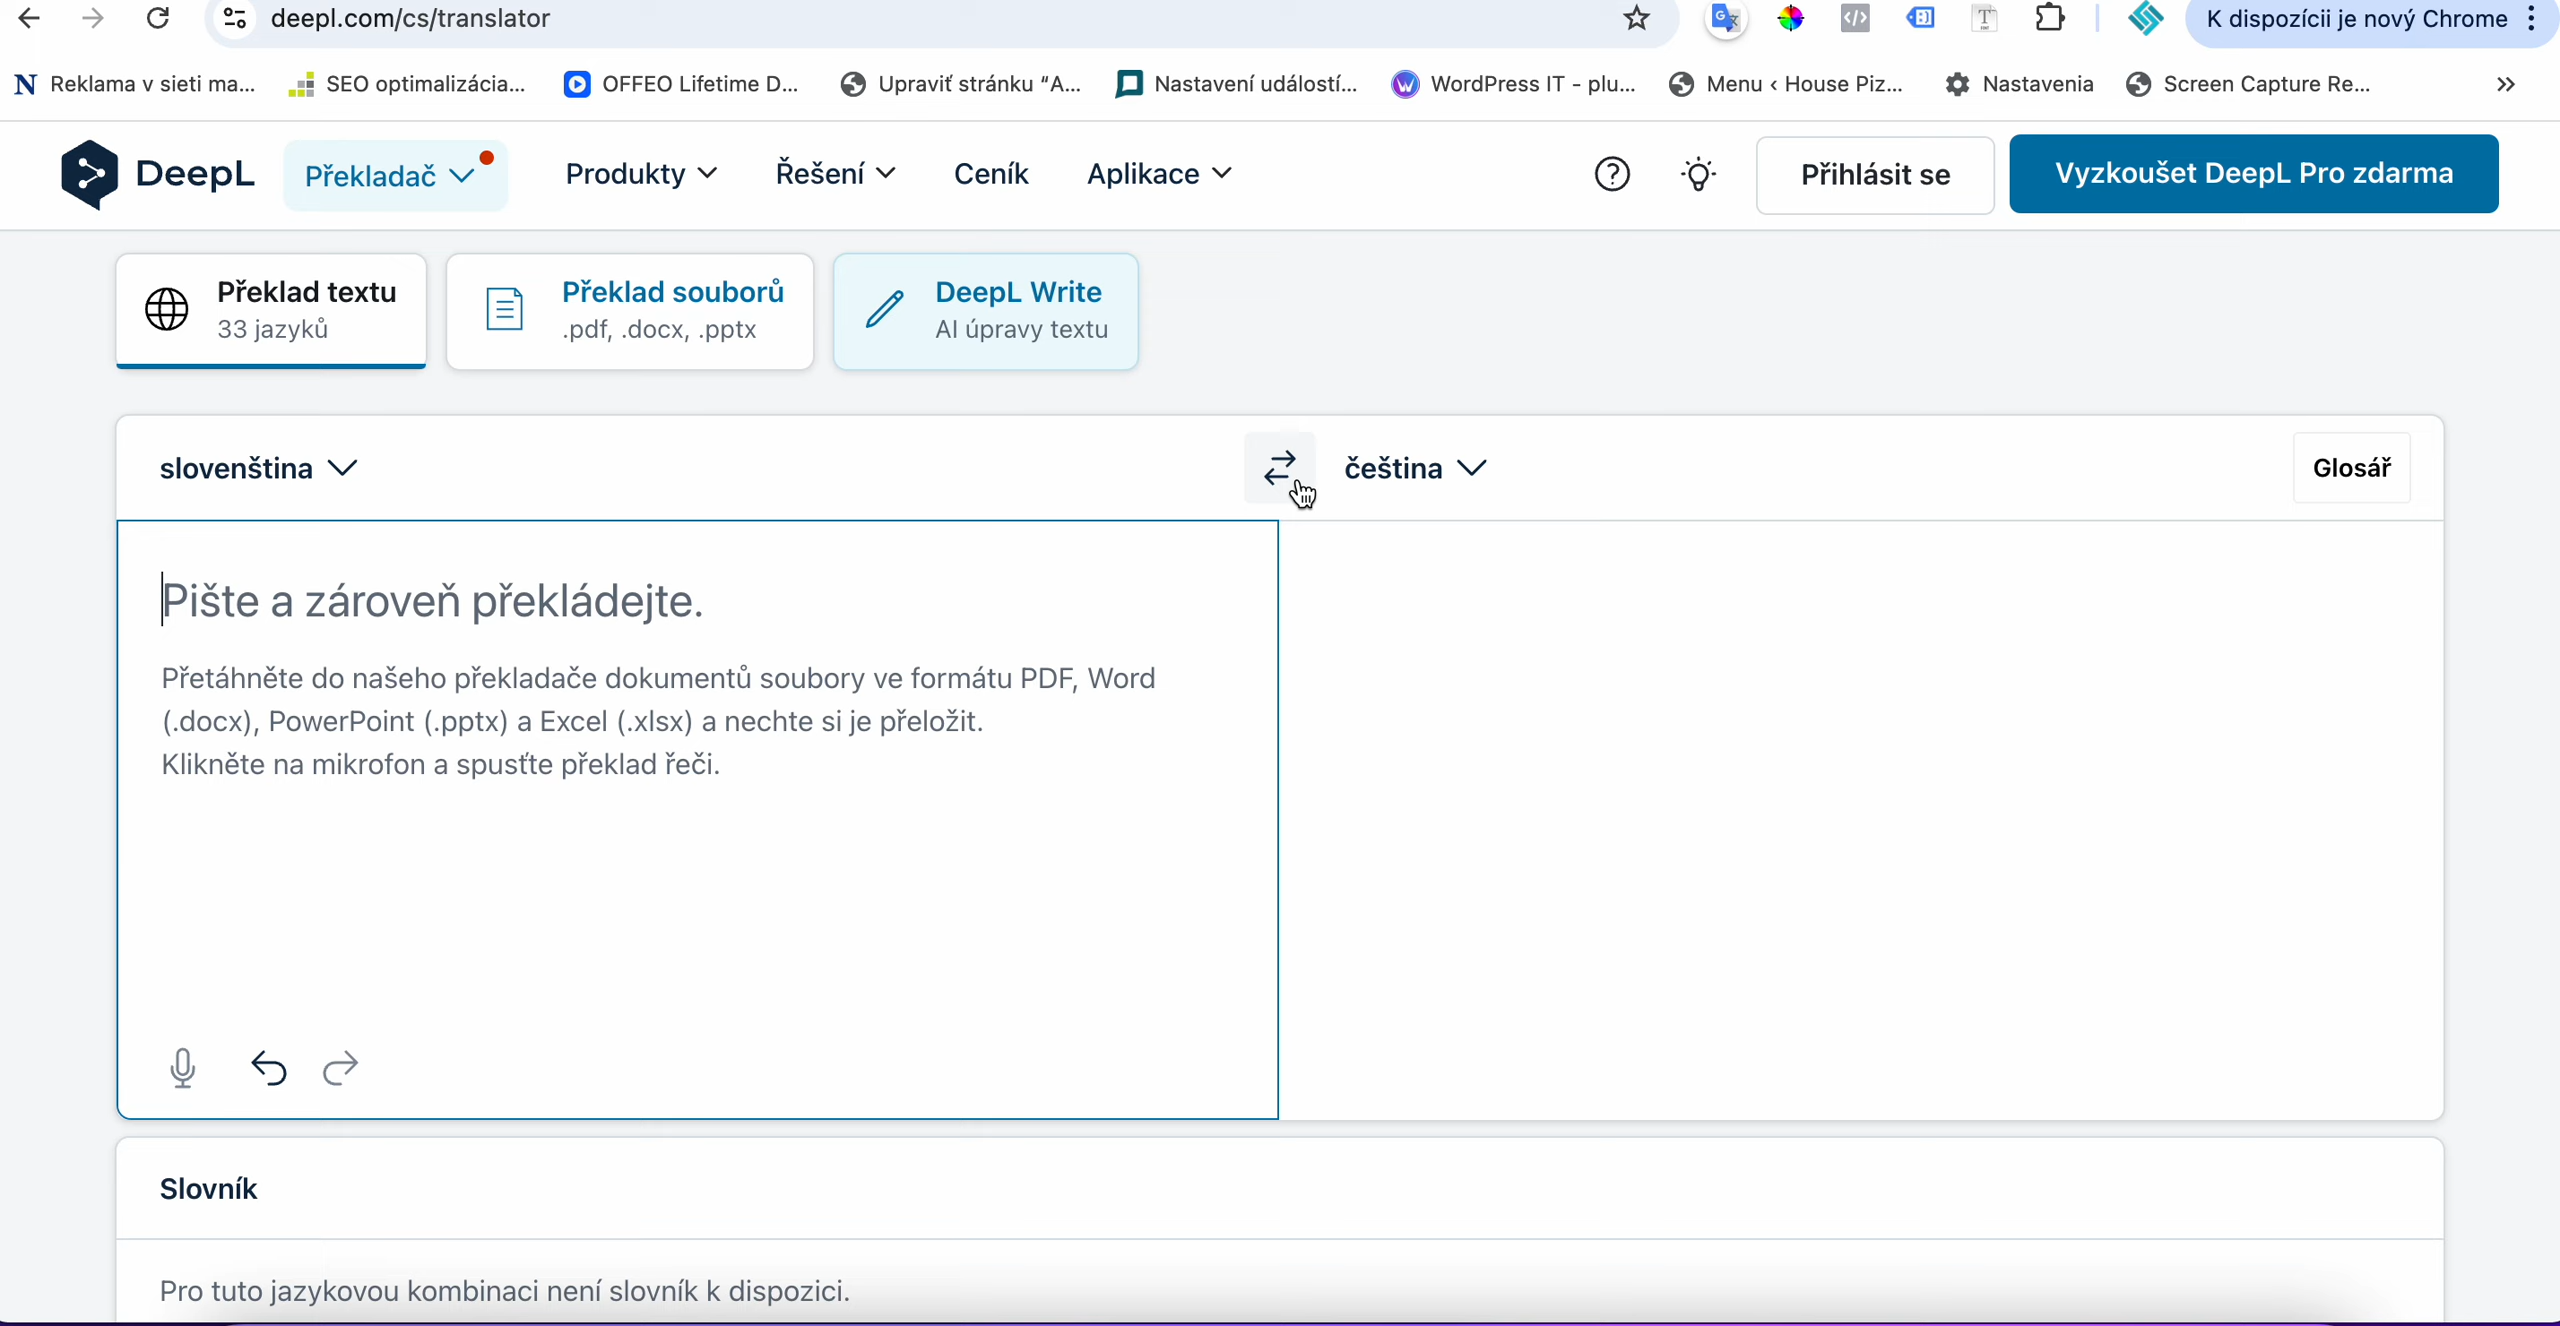 deepl.com/cs/translator
K dispozícii je nový Chrome
Reklama v sieti ma...
SEO optimalizácia...
OFFEO Lifetime D...
Upraviť stránku “A...
Nastavení událostí...
WordPress IT - plu...
Menu ‹ House Piz...
Nastavenia
Screen Capture Re...
DeepL
Překladač
Produkty
Řešení
Ceník
Aplikace
Přihlásit se
Vyzkoušet DeepL Pro zdarma
Překlad textu
33 jazyků
Překlad souborů
.pdf, .docx, .pptx
DeepL Write
AI úpravy textu
slovenština
čeština
Glosář
Pište a zároveň překládejte.
Přetáhněte do našeho překladače dokumentů soubory ve formátu PDF, Word
(.docx), PowerPoint (.pptx) a Excel (.xlsx) a nechte si je přeložit.
Klikněte na mikrofon a spusťte překlad řeči.
Slovník
Pro tuto jazykovou kombinaci není slovník k dispozici.